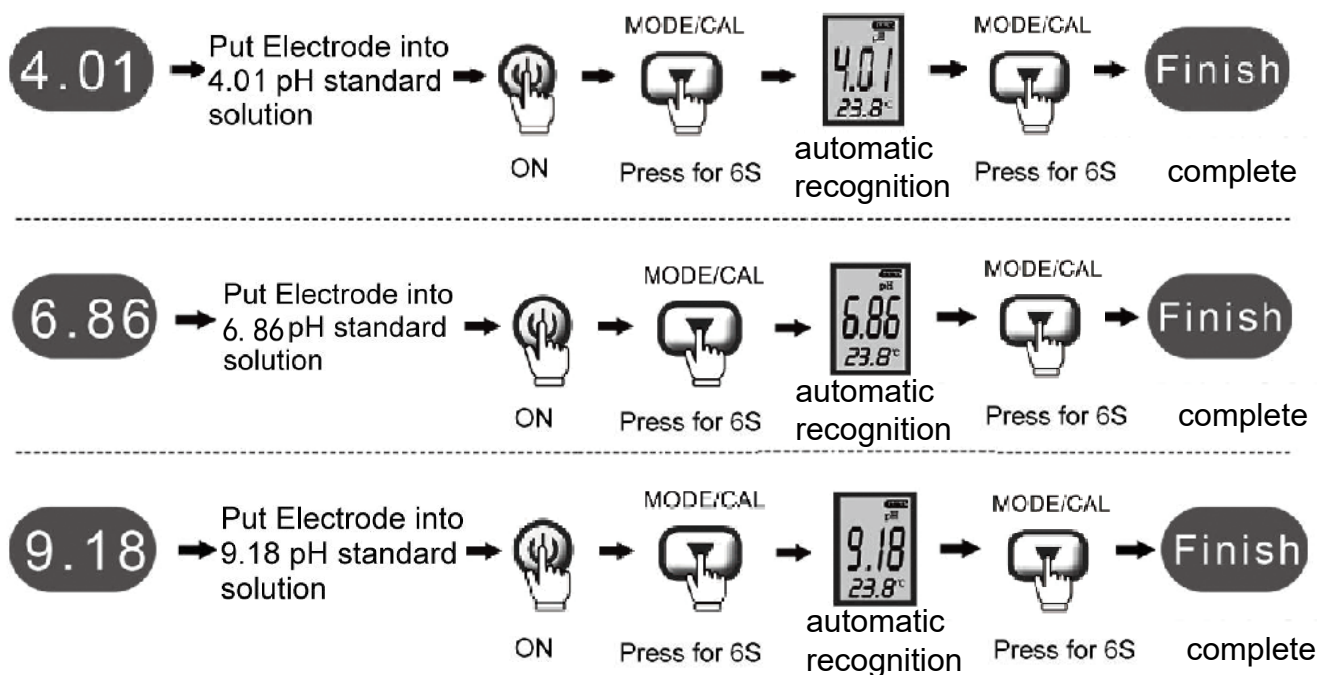 MODE/CAL
MODE/CAL
4.01
Put Electrode into
4.01 pH standard
solution
pH
4.01
23.8°C
Finish
ON
Press for 6S
automatic
recognition
Press for 6S
complete
MODE/CAL
MODE/CAL
6.86
Put Electrode into
6. 86 pH standard
solution
pH
6.86
23.8°C
Finish
ON
Press for 6S
automatic
recognition
Press for 6S
complete
MODE/CAL
MODE/CAL
9.18
Put Electrode into
9.18 pH standard
solution
pH
9.18
23.8°C
Finish
ON
Press for 6S
automatic
recognition
Press for 6S
complete